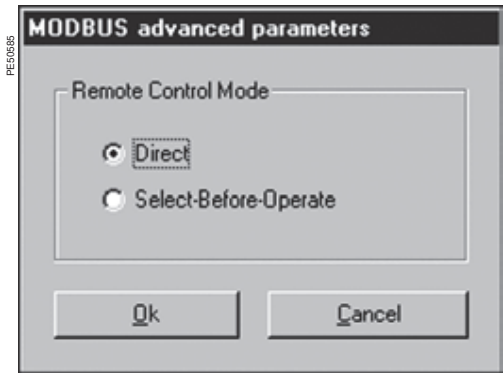 PE50585
MODBUS advanced parameters
Remote Control Mode
Direct
Select-Before-Operate
Ok
Cancel